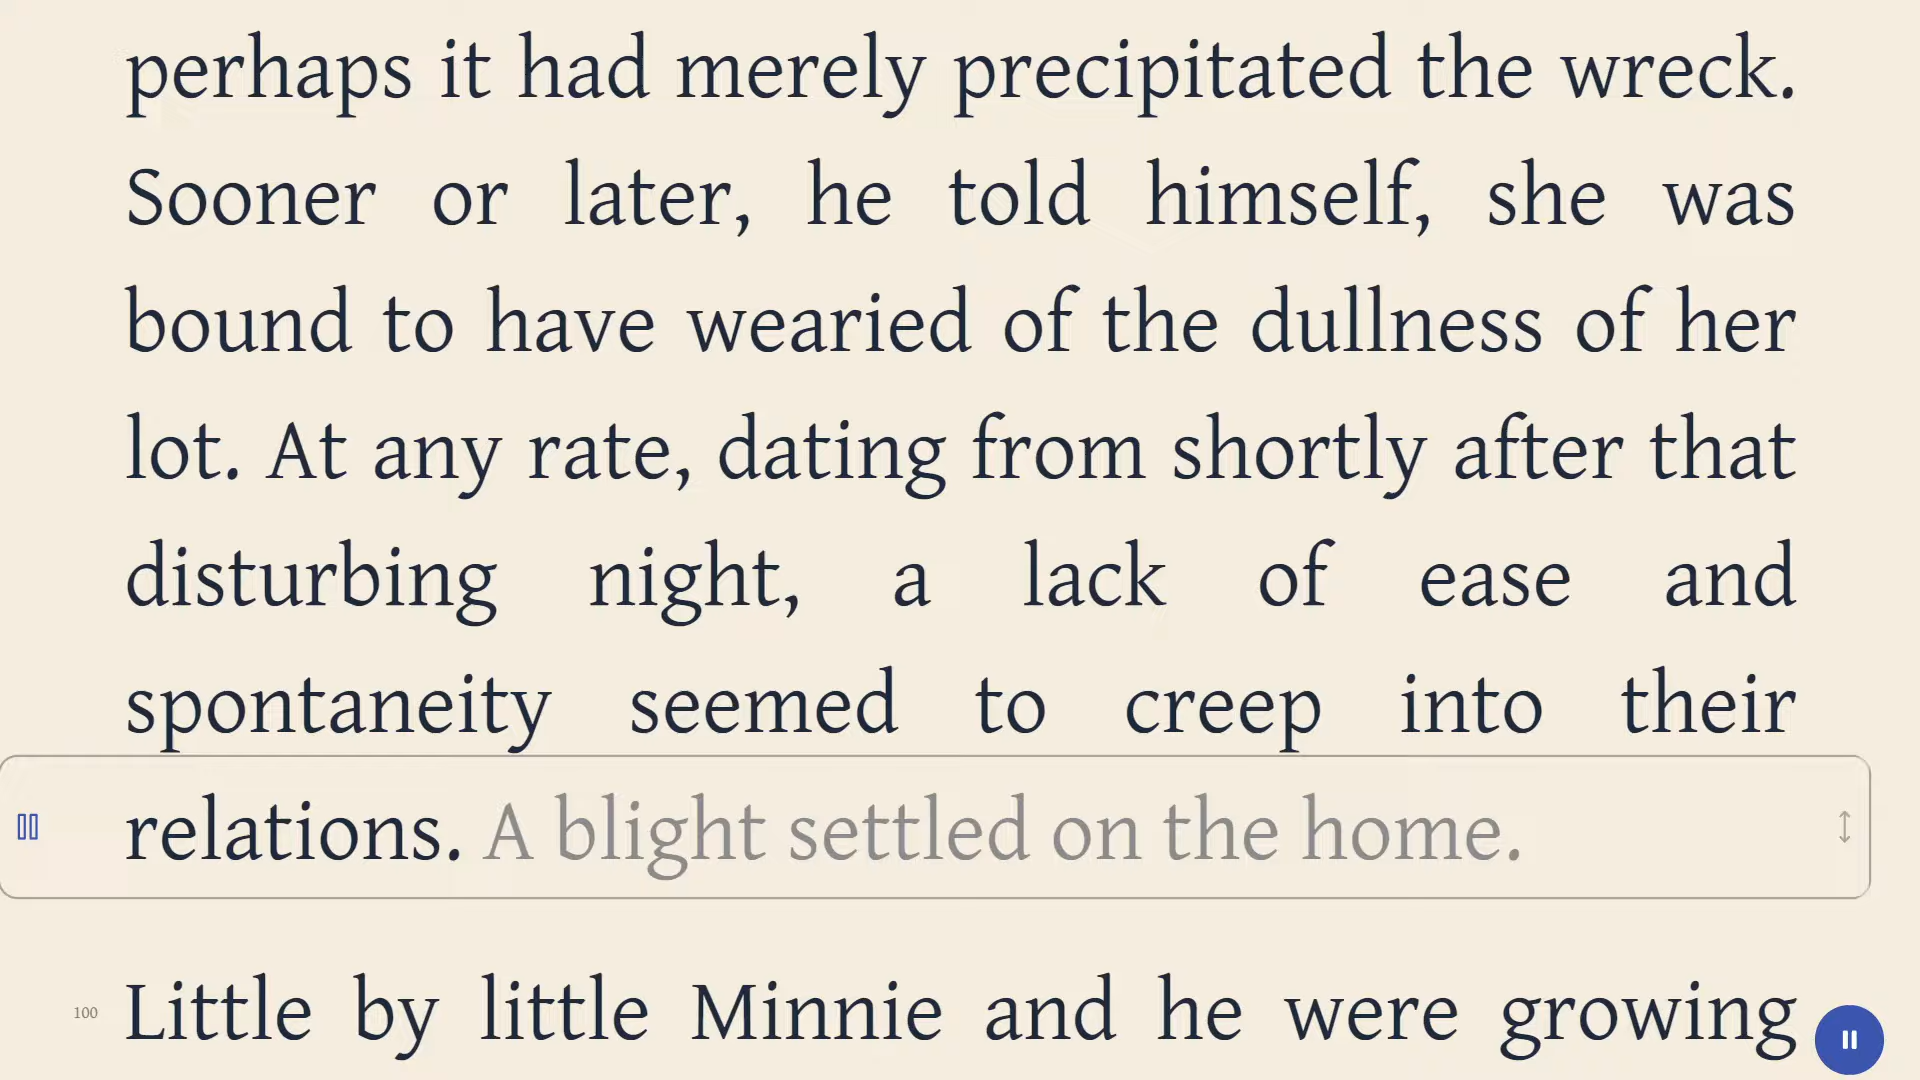 perhaps it had merely precipitated the wreck.
Sooner or later, he told himself, she was
bound to have wearied of the dullness of her
lot. At any rate, dating from shortly after that
disturbing night, a lack of ease and
spontaneity seemed to creep into their
relations. A blight settled on the home.
100
Little by little Minnie and he were growing